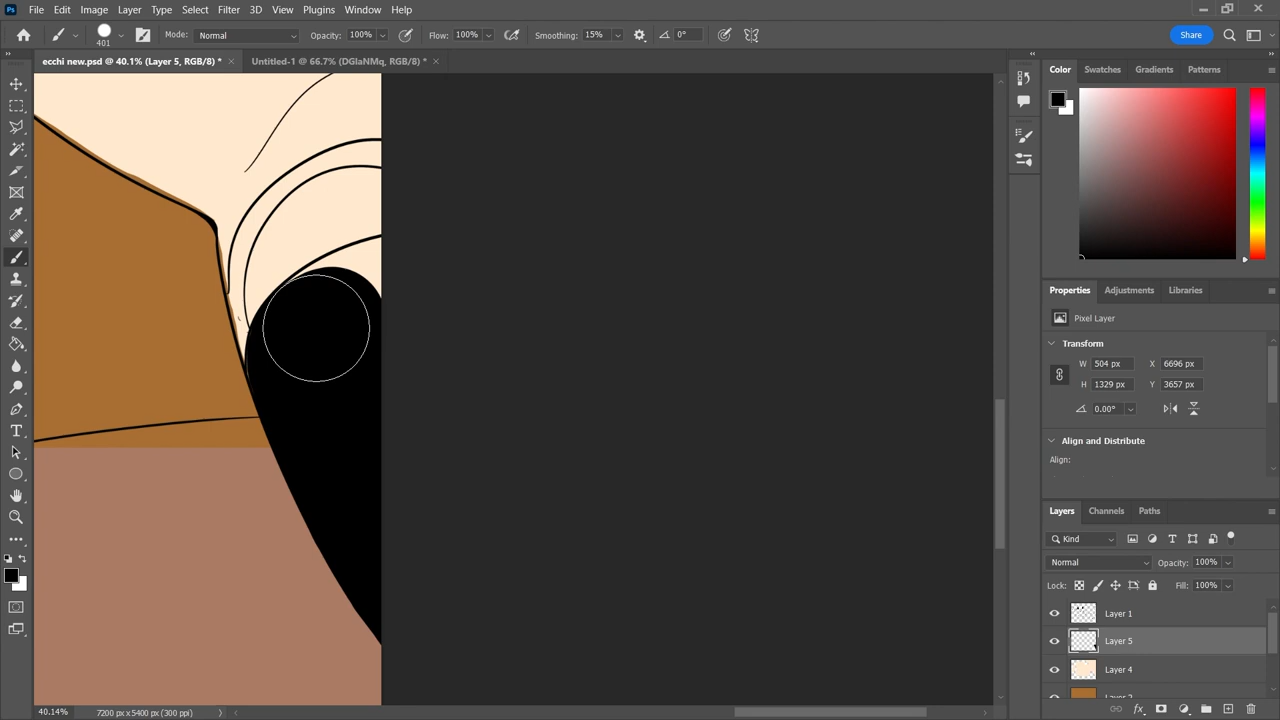 Ps File Edit Image Layer Type Select Filter 3D View Plugins Window Help
401 Mode: Normal Opacity: 100% Flow: 100% Smoothing: 15% 0° Share
ecchi new.psd @ 40.1% (Layer 5, RGB/8) * × Untitled-1 @ 66.7% (DGlaNMq, RGB/8) * ×
Color Swatches Gradients Patterns
Properties Adjustments Libraries
Pixel Layer
Transform
W 504 px X 6696 px
H 1329 px Y 3657 px
0.00°
Align and Distribute
Align:
Layers Channels Paths
Kind
Normal Opacity: 100%
Lock: Fill: 100%
Layer 1
Layer 5
Layer 4
40.14% 7200 px x 5400 px (300 ppi)